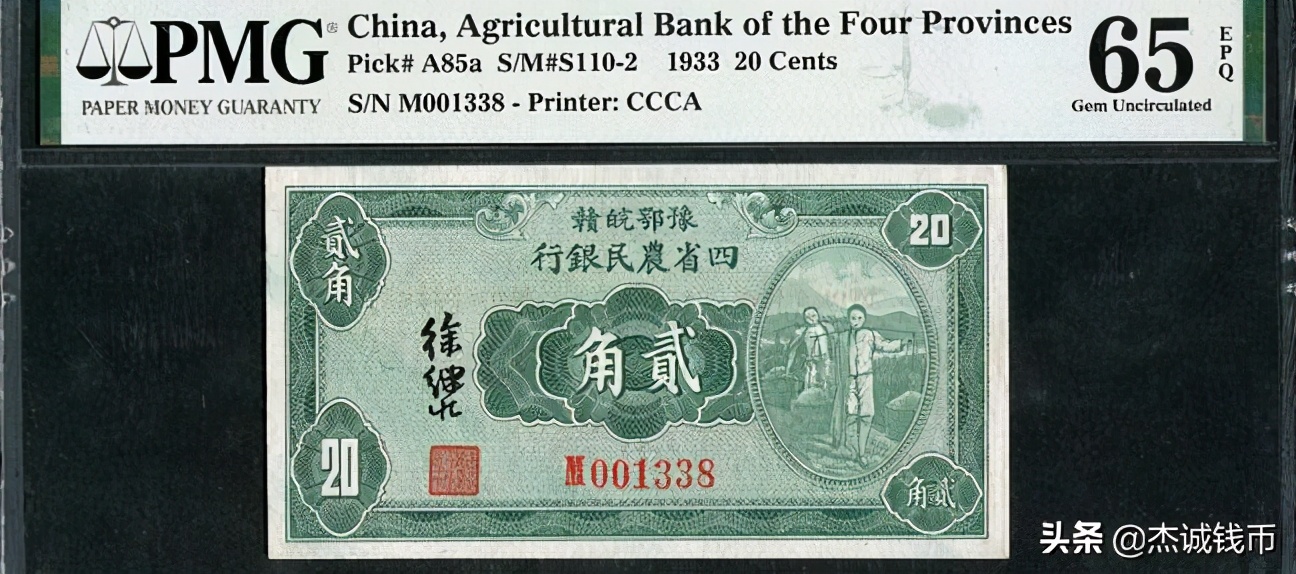 PMG
PAPER MONEY GUARANTY
China, Agricultural Bank of the Four Provinces
Pick# A85a S/M#S110-2 1933 20 Cents
S/N M001338 - Printer: CCCA
65
EPQ
Gem Uncirculated
贛皖鄂豫
行銀民農省四
貳角
20
角貳
徐繼莊
20
M001338
角貳
头条 @杰诚钱币